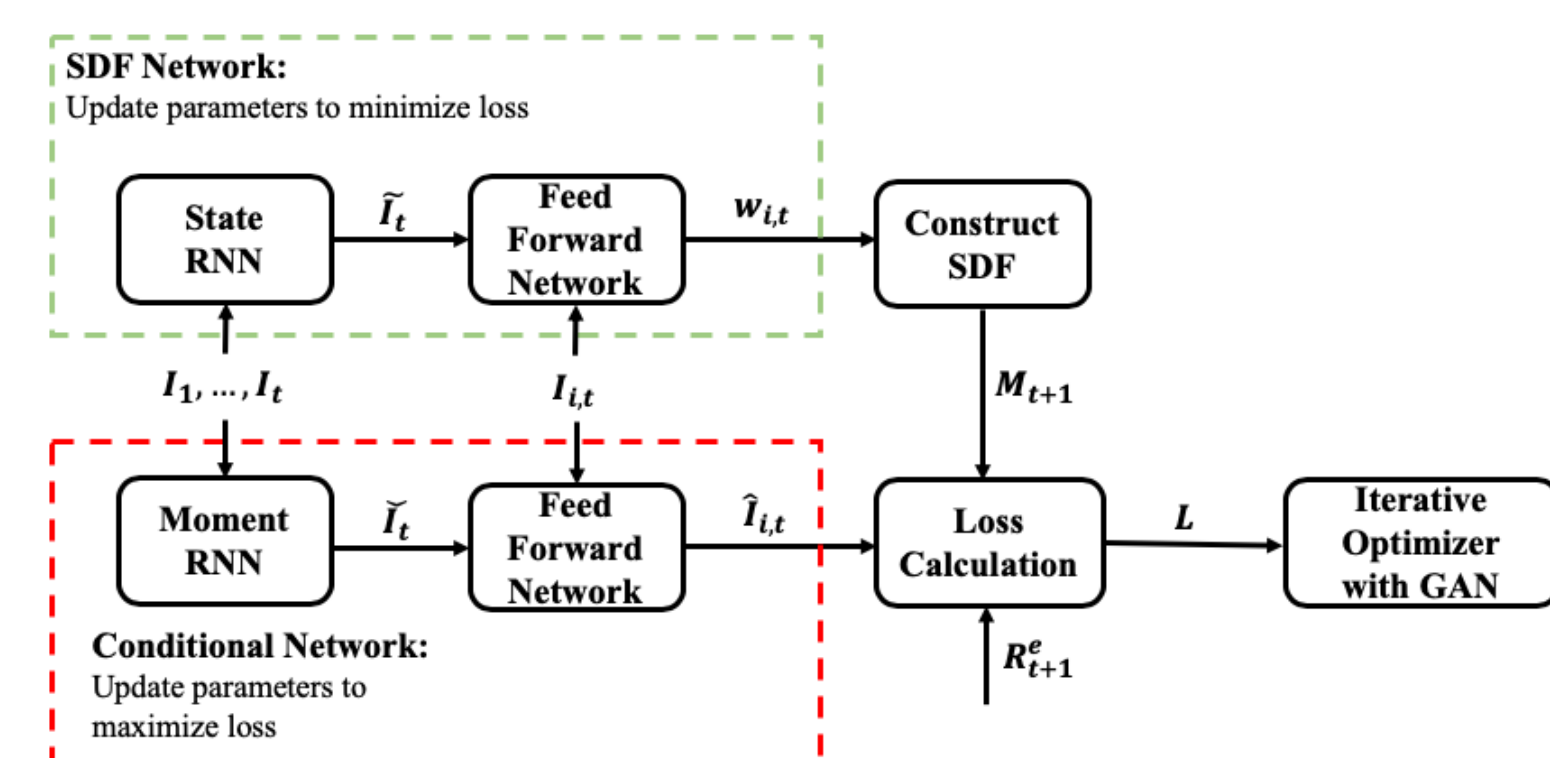 SDF Network:
Update parameters to minimize loss
State
RNN
Ĩ_t
Feed
Forward
Network
w_{i,t}
Construct
SDF
I_1, ..., I_t
I_{i,t}
M_{t+1}
Moment
RNN
Ĭ_t
Feed
Forward
Network
Î_{i,t}
Loss
Calculation
L
Iterative
Optimizer
with GAN
Conditional Network:
Update parameters to
maximize loss
R^e_{t+1}